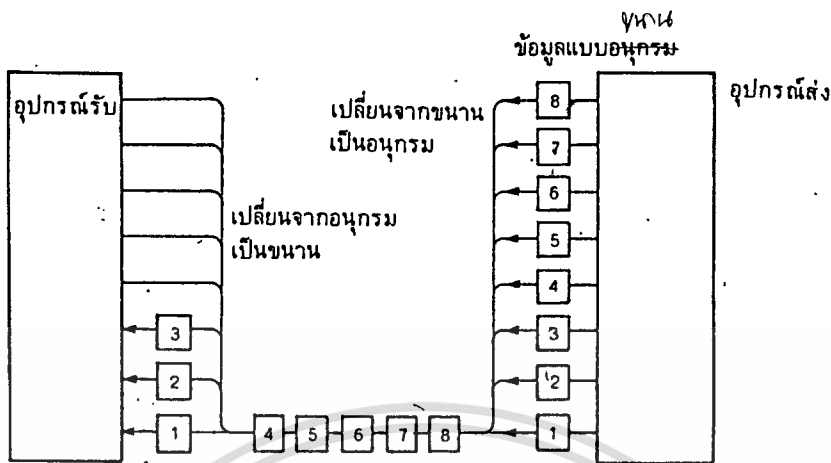 ขนาน
ข้อมูลแบบอนุกรม
อุปกรณ์รับ
อุปกรณ์ส่ง
เปลี่ยนจากขนาน
เป็นอนุกรม
เปลี่ยนจากอนุกรม
เป็นขนาน
8
7
6
5
4
3
2
1
3
2
1
4 5 6 7 8